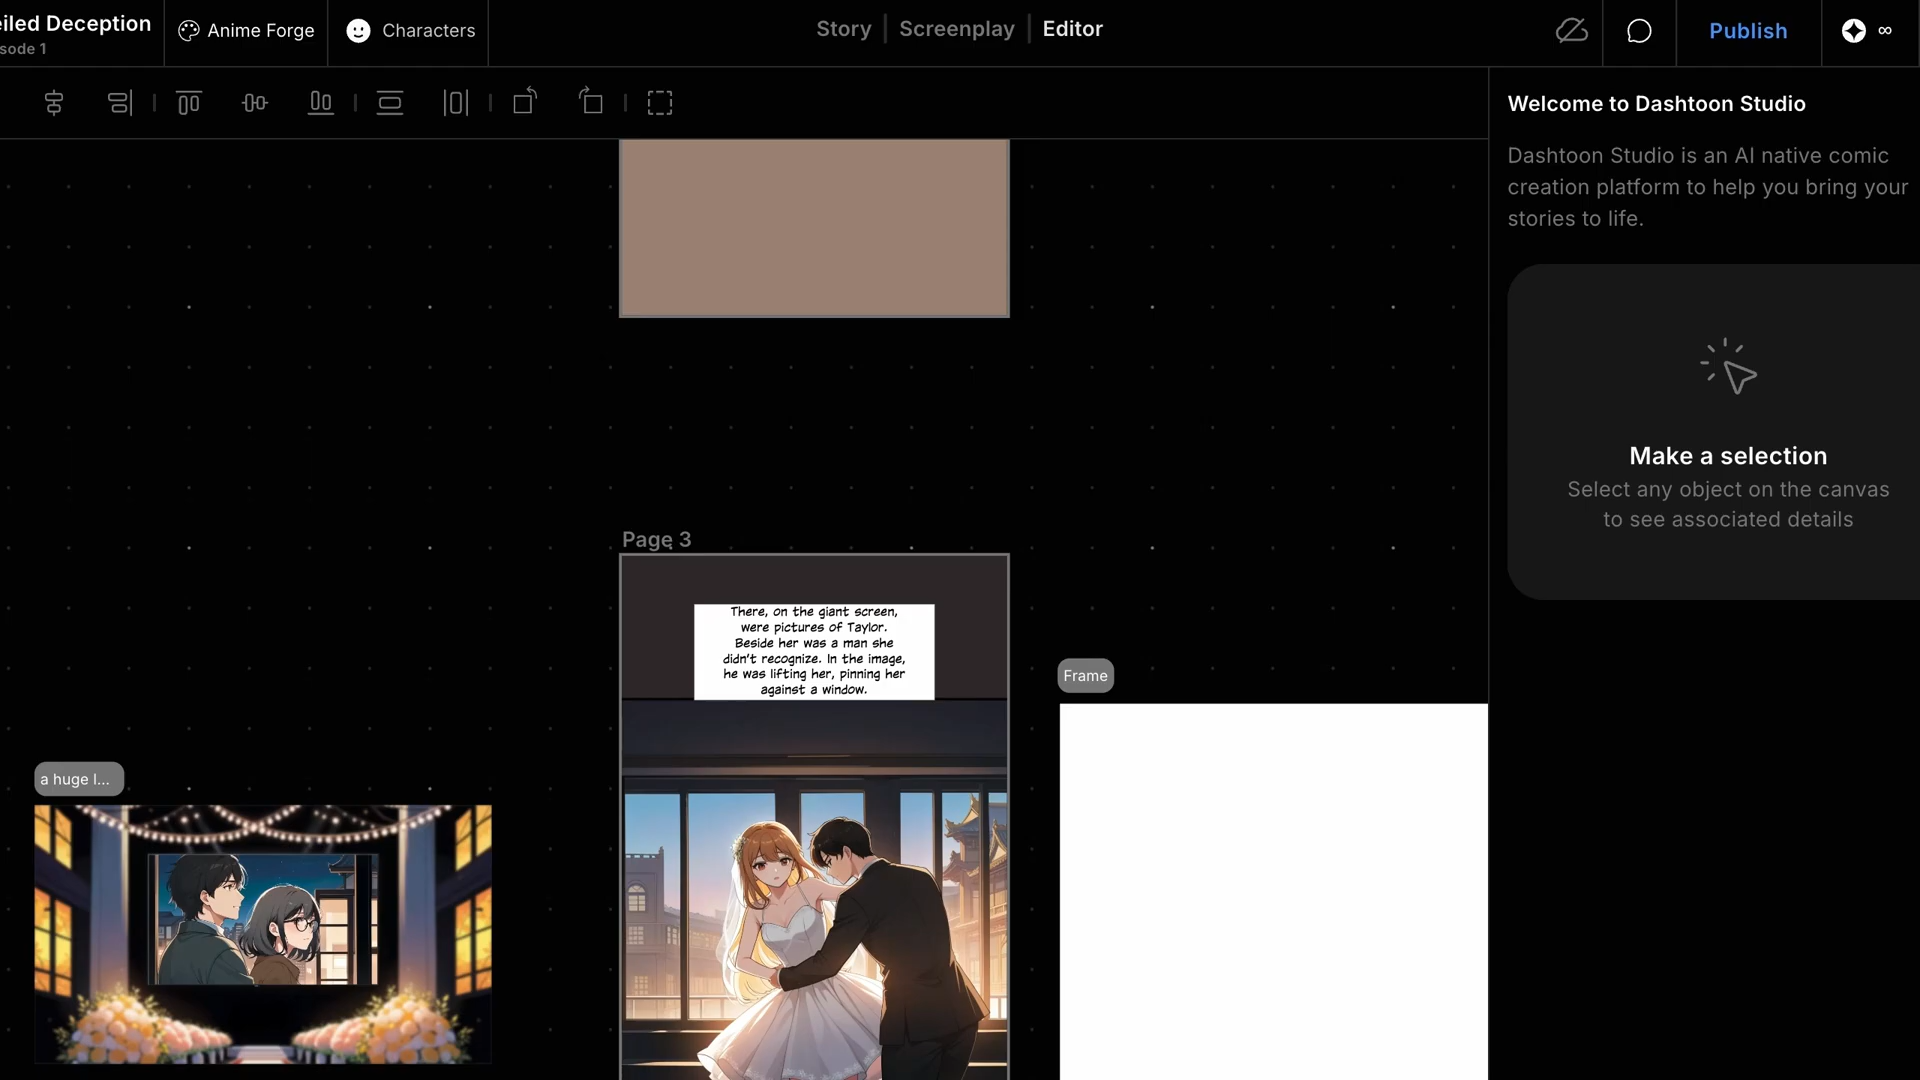 eiled Deception
sode 1
Anime Forge
Characters
Story
Screenplay
Editor
Publish
∞
Welcome to Dashtoon Studio
Dashtoon Studio is an AI native comic
creation platform to help you bring your
stories to life.
Make a selection
Select any object on the canvas
to see associated details
Page 3
There, on the giant screen,
were pictures of Taylor.
Beside her was a man she
didn't recognize. In the image,
he was lifting her, pinning her
against a window.
Frame
a huge l...